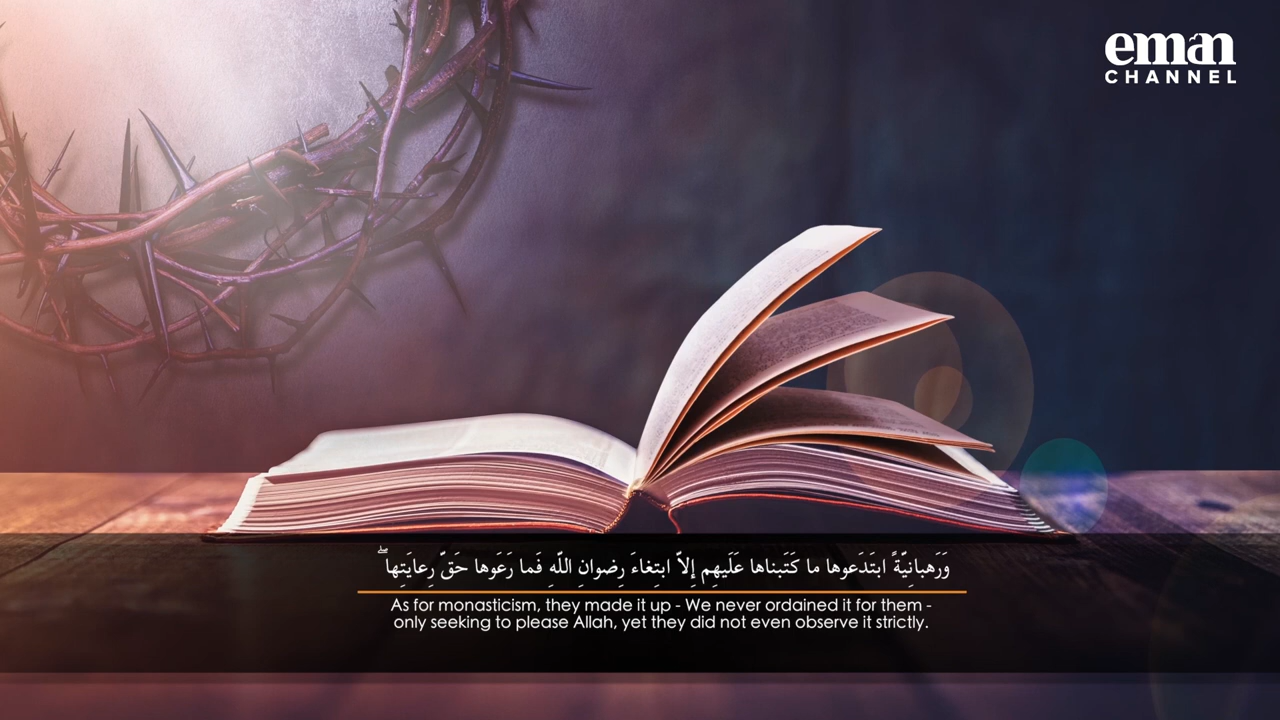 eman
CHANNEL
وَرَهبانِيَّةً ابتَدَعوها ما كَتَبناها عَلَيهِم إِلَّا ابتِغاءَ رِضوانِ اللَّهِ فَما رَعَوها حَقَّ رِعايَتِها ۖ
As for monasticism, they made it up - We never ordained it for them -
only seeking to please Allah, yet they did not even observe it strictly.